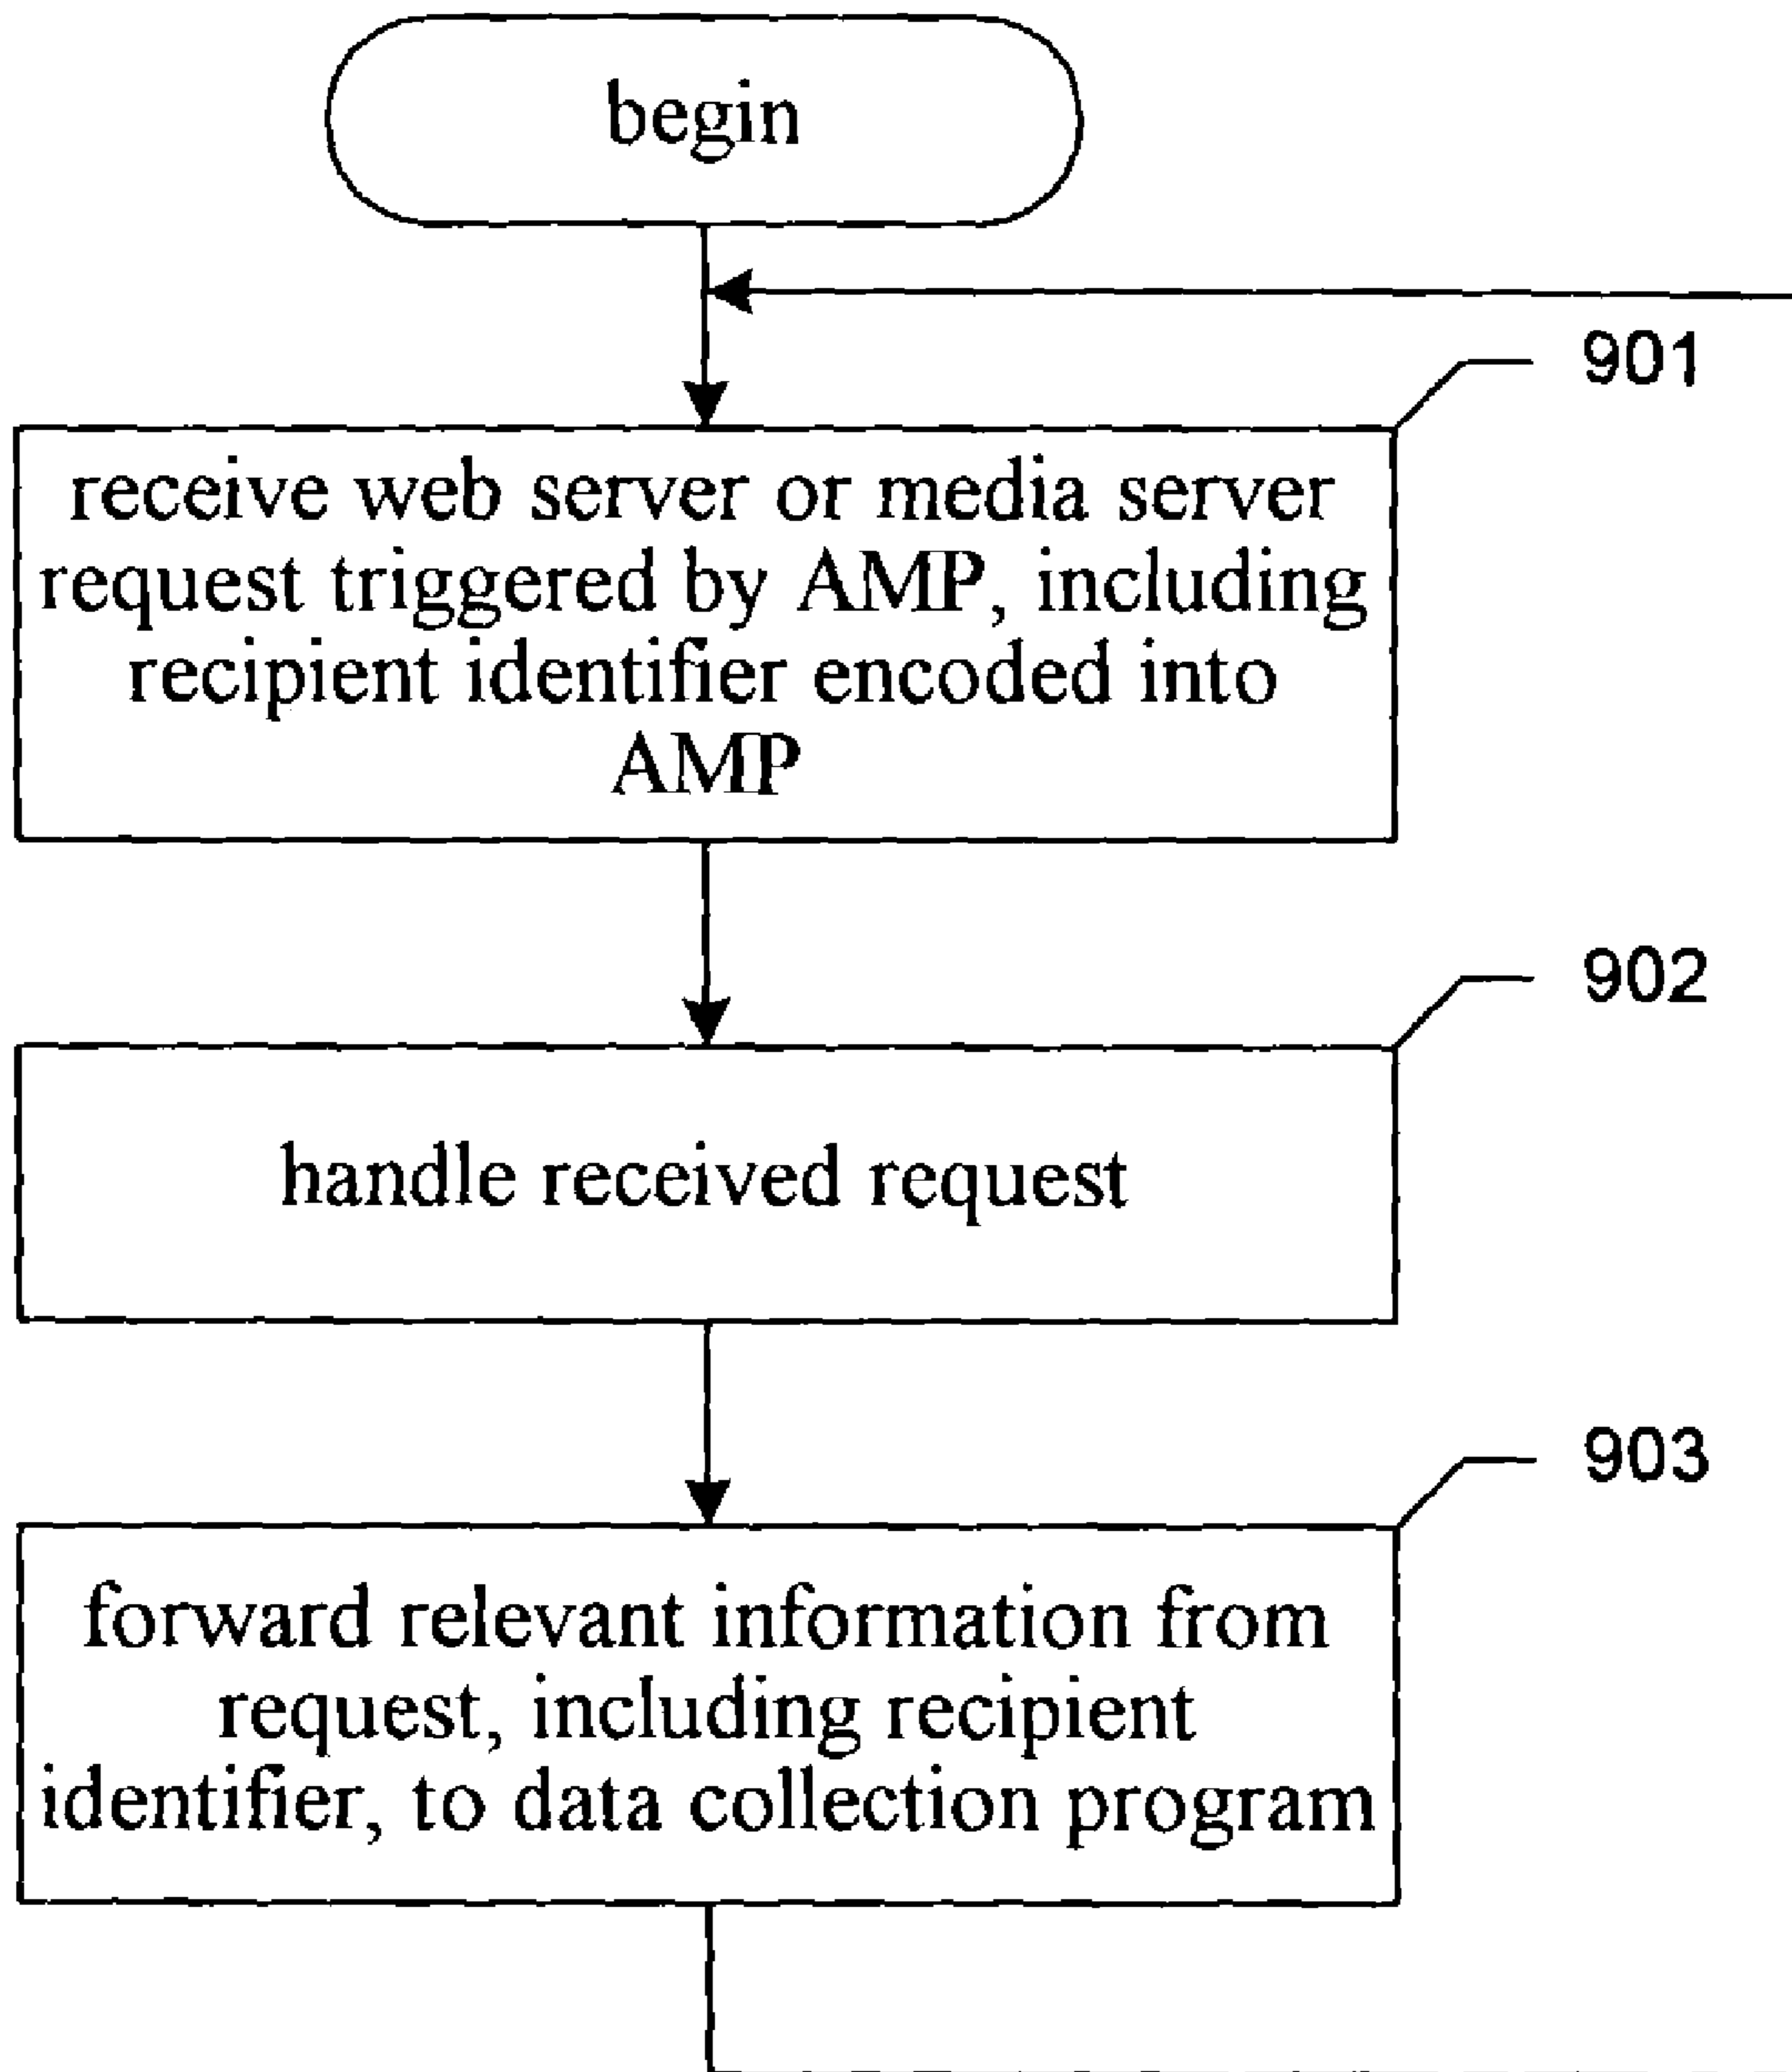 begin
901
receive web server or media server
request triggered by AMP, including
recipient identifier encoded into
AMP
902
handle received request
903
forward relevant information from
request, including recipient
identifier, to data collection program